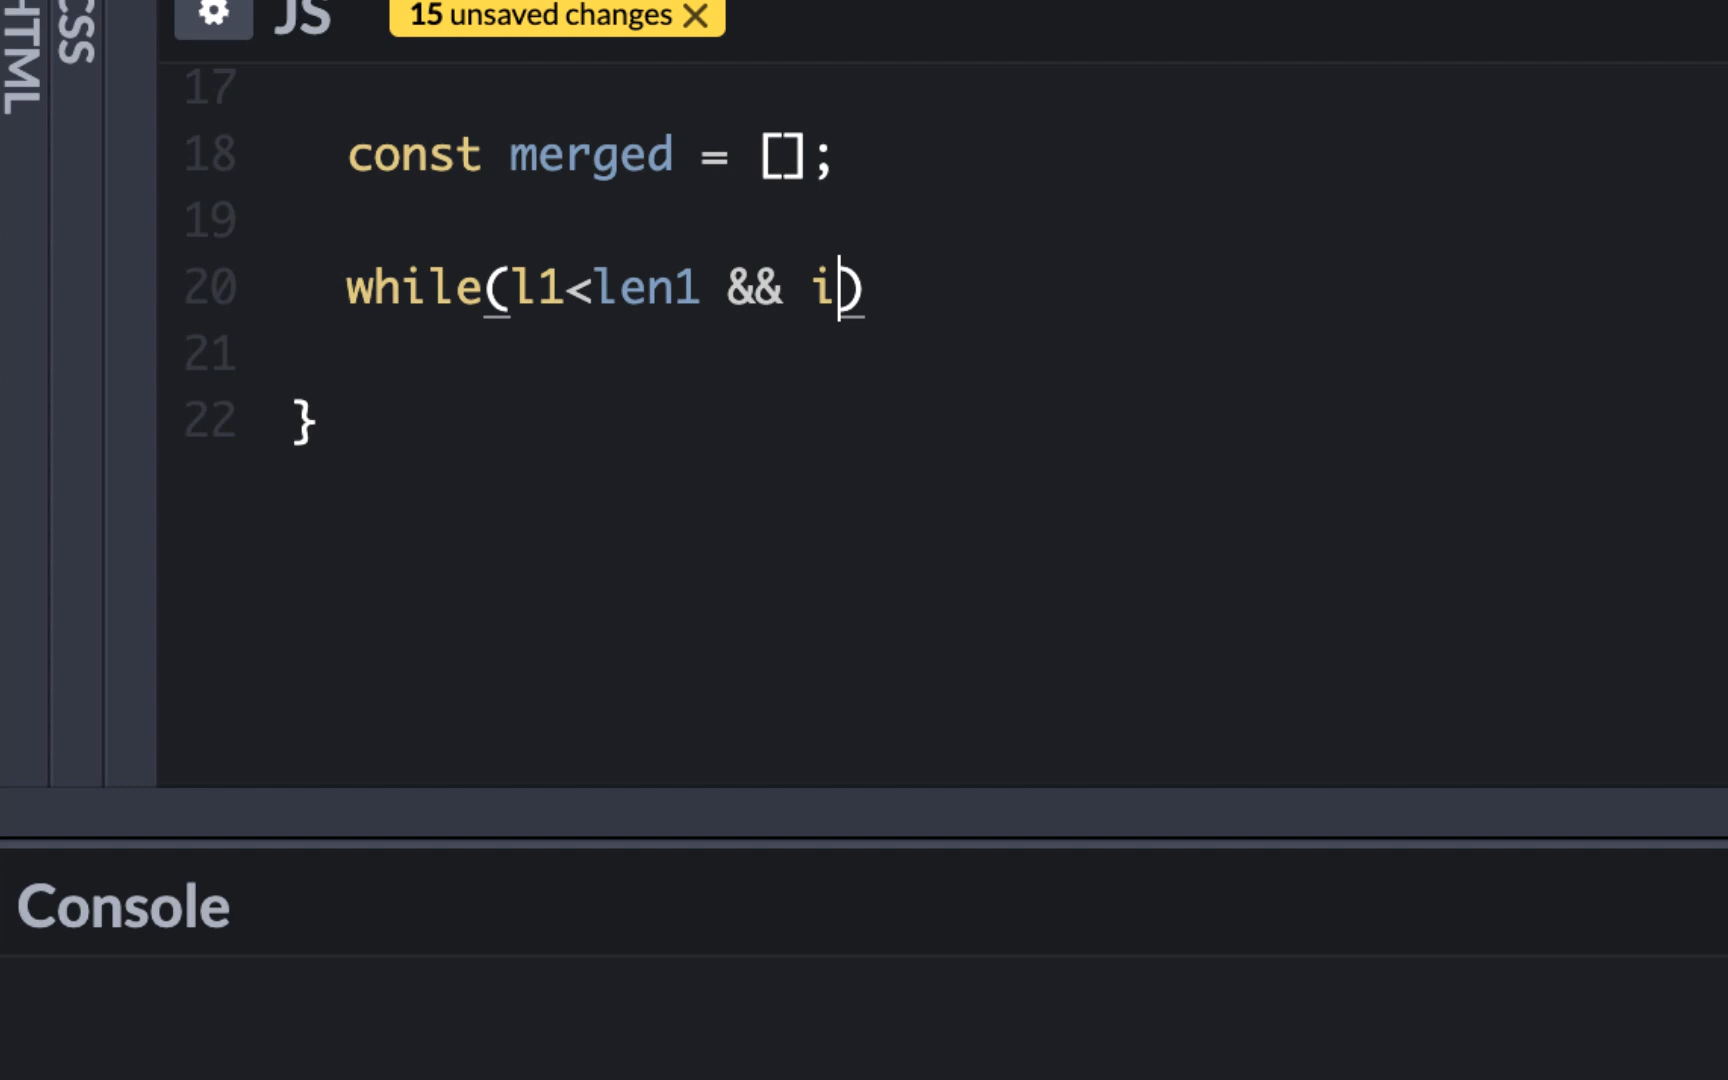 HTML
CSS
JS
15 unsaved changes
17
18 const merged = [];
19
20 while(l1<len1 && i)
21
22 }
Console